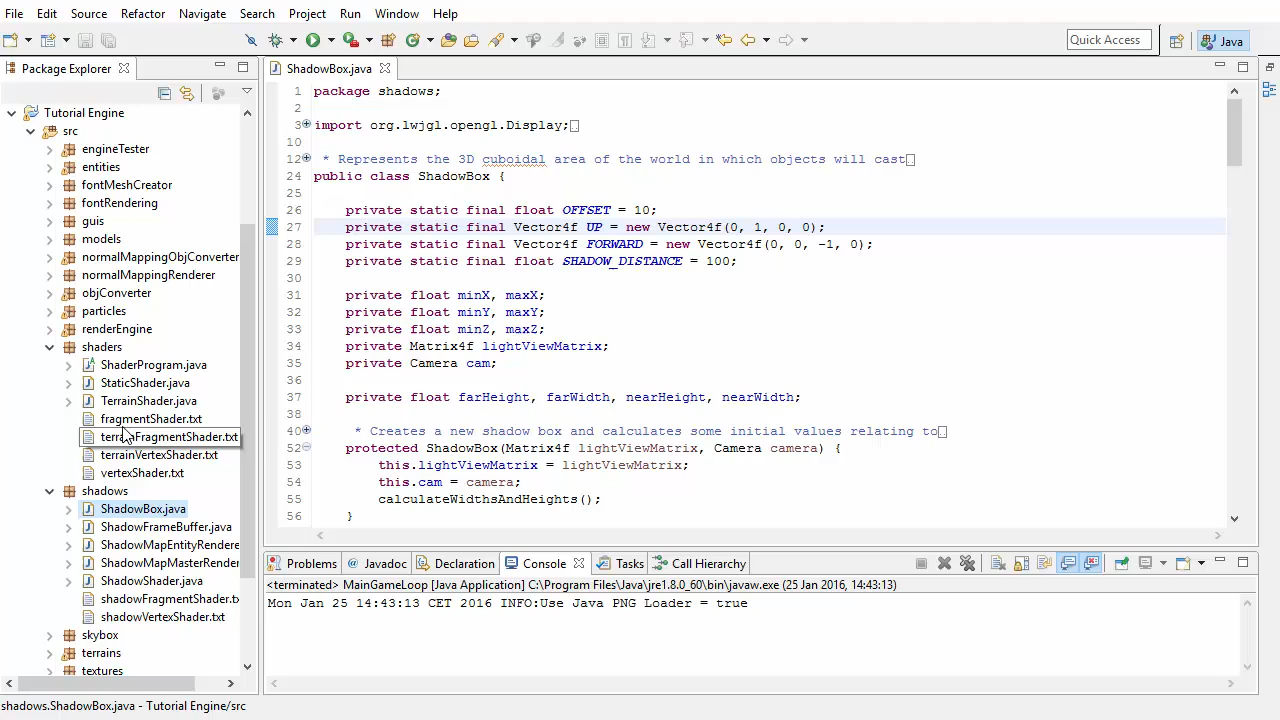 File Edit Source Refactor Navigate Search Project Run Window Help
Quick Access
Java
Package Explorer
ShadowBox.java
Tutorial Engine
src
engineTester
entities
fontMeshCreator
fontRendering
guis
models
normalMappingObjConverter
normalMappingRenderer
objConverter
particles
renderEngine
shaders
ShaderProgram.java
StaticShader.java
TerrainShader.java
fragmentShader.txt
terrainFragmentShader.txt
terrainVertexShader.txt
vertexShader.txt
shadows
ShadowBox.java
ShadowFrameBuffer.java
ShadowMapEntityRendere
ShadowMapMasterRender
ShadowShader.java
shadowFragmentShader.tx
shadowVertexShader.txt
skybox
terrains
textures
1 package shadows;
2
3 import org.lwjgl.opengl.Display;
10
12 * Represents the 3D cuboidal area of the world in which objects will cast
24 public class ShadowBox {
25
26 private static final float OFFSET = 10;
27 private static final Vector4f UP = new Vector4f(0, 1, 0, 0);
28 private static final Vector4f FORWARD = new Vector4f(0, 0, -1, 0);
29 private static final float SHADOW_DISTANCE = 100;
30
31 private float minX, maxX;
32 private float minY, maxY;
33 private float minZ, maxZ;
34 private Matrix4f lightViewMatrix;
35 private Camera cam;
36
37 private float farHeight, farWidth, nearHeight, nearWidth;
38
40 * Creates a new shadow box and calculates some initial values relating to
52 protected ShadowBox(Matrix4f lightViewMatrix, Camera camera) {
53 this.lightViewMatrix = lightViewMatrix;
54 this.cam = camera;
55 calculateWidthsAndHeights();
56 }
Problems @ Javadoc Declaration Console Tasks Call Hierarchy
<terminated> MainGameLoop [Java Application] C:\Program Files\Java\jre1.8.0_60\bin\javaw.exe (25 Jan 2016, 14:43:13)
Mon Jan 25 14:43:13 CET 2016 INFO:Use Java PNG Loader = true
shadows.ShadowBox.java - Tutorial Engine/src